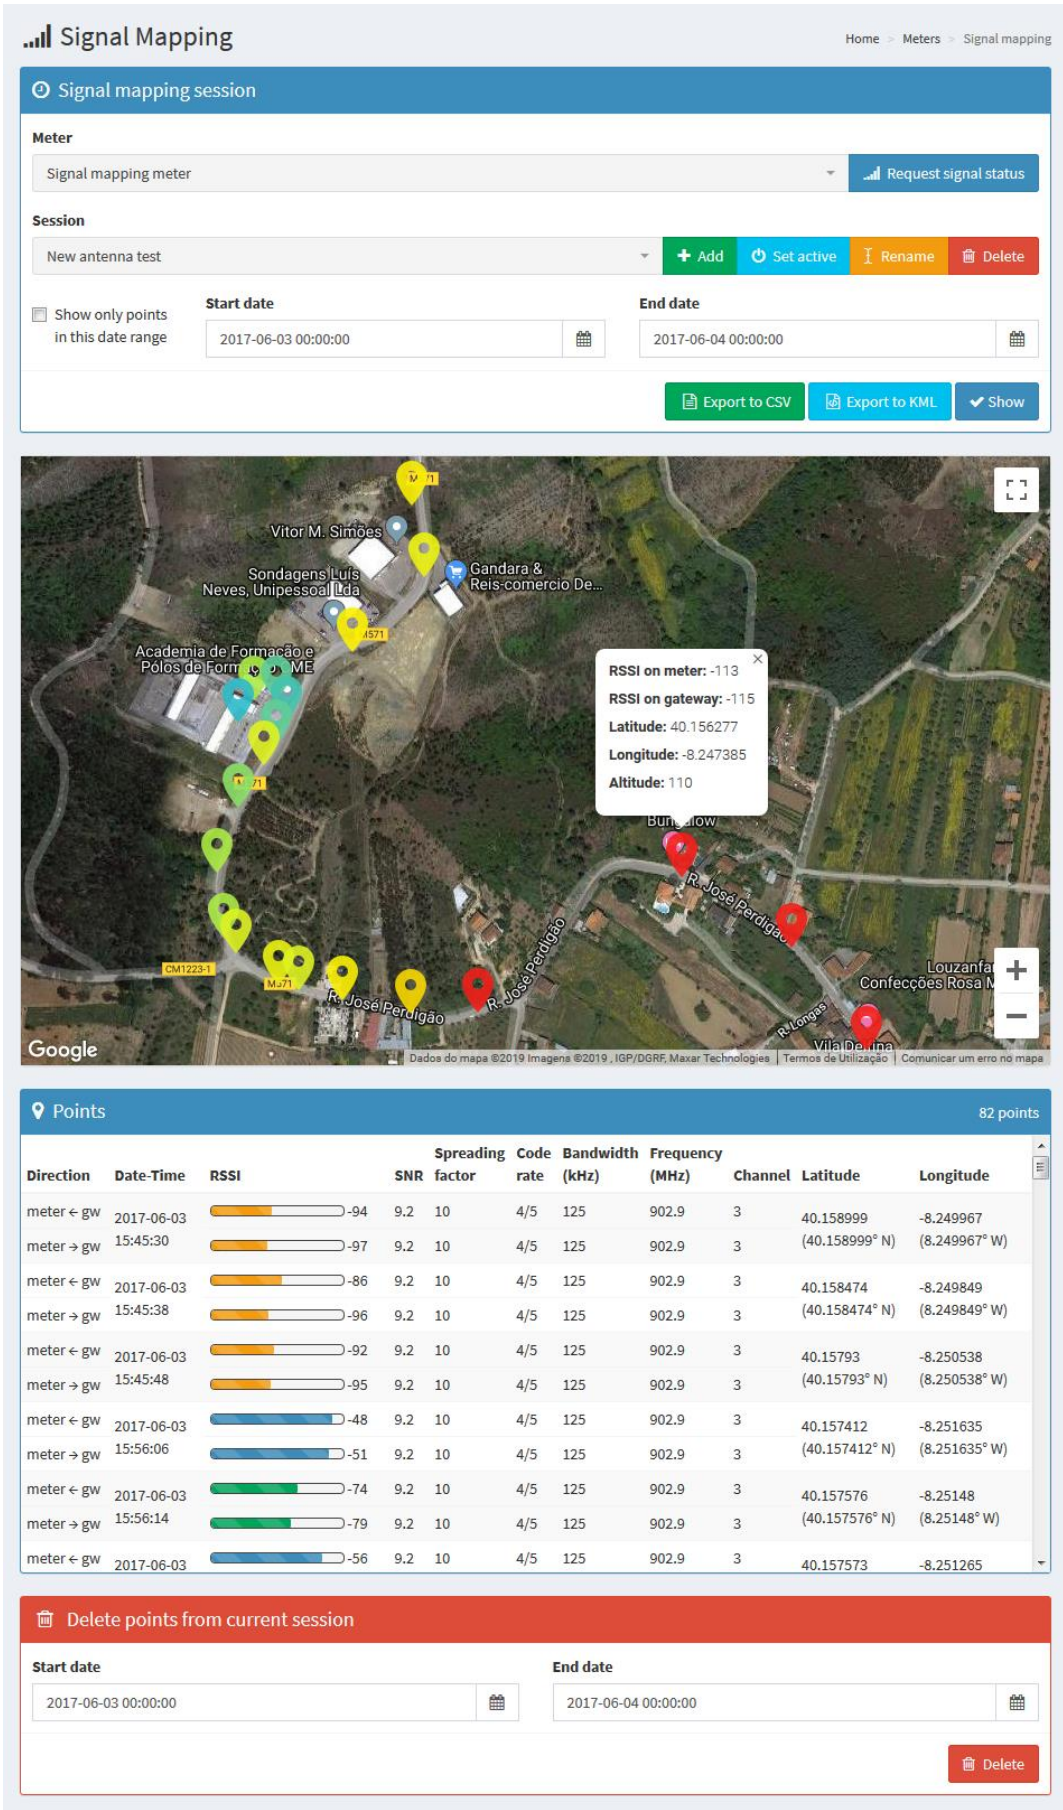 Signal Mapping
Home > Meters > Signal mapping
Signal mapping session
Meter
Signal mapping meter
Request signal status
Session
New antenna test
Add
Set active
Rename
Delete
Show only points
in this date range
Start date
2017-06-03 00:00:00
End date
2017-06-04 00:00:00
Export to CSV
Export to KML
Show
Vitor M. Simões
Gandara &
Reis-comercio De...
Sondagens Luís
Neves, Unipessoal Lda
Academia de Formação e
Pólos de
RSSI on meter: -113
RSSI on gateway: -115
Latitude: 40.156277
Longitude: -8.247385
Altitude: 110
R. José Perdigão
CM1223-1
R. José Perdigão
R. José Perdigão
R. Longas
Confecções Rosa
Google
Dados do mapa ©2019 Imagens ©2019 , IGP/DGRF, Maxar Technologies
Termos de Utilização
Comunicar um erro no mapa
Points
82 points
Direction Date-Time RSSI SNR Spreading factor Code rate Bandwidth (kHz) Frequency (MHz) Channel Latitude Longitude
meter ← gw 2017-06-03 -94 9.2 10 4/5 125 902.9 3 40.158999 -8.249967
meter → gw 15:45:30 -97 9.2 10 4/5 125 902.9 3 (40.158999° N) (8.249967° W)
meter ← gw 2017-06-03 -86 9.2 10 4/5 125 902.9 3 40.158474 -8.249849
meter → gw 15:45:38 -96 9.2 10 4/5 125 902.9 3 (40.158474° N) (8.249849° W)
meter ← gw 2017-06-03 -92 9.2 10 4/5 125 902.9 3 40.15793 -8.250538
meter → gw 15:45:48 -95 9.2 10 4/5 125 902.9 3 (40.15793° N) (8.250538° W)
meter ← gw 2017-06-03 -48 9.2 10 4/5 125 902.9 3 40.157412 -8.251635
meter → gw 15:56:06 -51 9.2 10 4/5 125 902.9 3 (40.157412° N) (8.251635° W)
meter ← gw 2017-06-03 -74 9.2 10 4/5 125 902.9 3 40.157576 -8.25148
meter → gw 15:56:14 -79 9.2 10 4/5 125 902.9 3 (40.157576° N) (8.25148° W)
meter ← gw 2017-06-03 -56 9.2 10 4/5 125 902.9 3 40.157573 -8.251265
Delete points from current session
Start date
2017-06-03 00:00:00
End date
2017-06-04 00:00:00
Delete